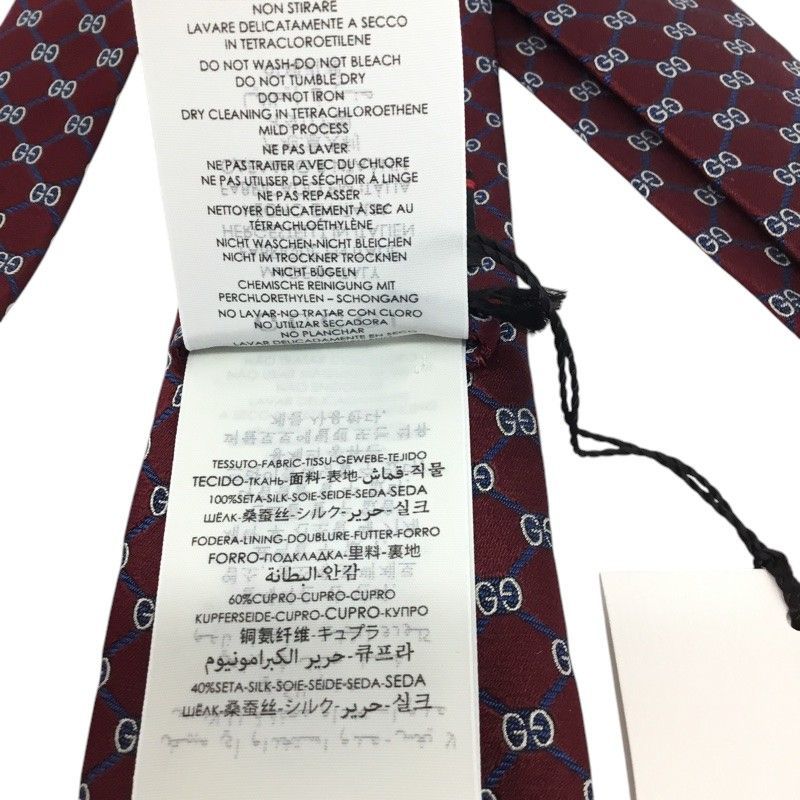 NON STIRARE
LAVARE DELICATAMENTE A SECCO
IN TETRACLOROETILENE
DO NOT WASH-DO NOT BLEACH
DO NOT TUMBLE DRY
DO NOT IRON
DRY CLEANING IN TETRACHLOROETHENE
MILD PROCESS
NE PAS LAVER
NE PAS TRAITER AVEC DU CHLORE
NE PAS UTILISER DE SÉCHOIR À LINGE
NE PAS REPASSER
NETTOYER DÉLICATEMENT À SEC AU
TÉTRACHLOÉTHYLÈNE
NICHT WASCHEN-NICHT BLEICHEN
NICHT IM TROCKNER TROCKNEN
NICHT BÜGELN
CHEMISCHE REINIGUNG MIT
PERCHLORETHYLEN – SCHONGANG
NO LAVAR-NO TRATAR CON CLORO
NO UTILIZAR SECADORA
NO PLANCHAR
LAVAR DELICADAMENTE EN SECO
TESSUTO-FABRIC-TISSU-GEWEBE-TEJIDO
TECIDO-ТКАНЬ-面料-表地-قماش-직물
100%SETA-SILK-SOIE-SEIDE-SEDA-SEDA
ШЁЛК-桑蚕丝-シルク-حرير-실크
FODERA-LINING-DOUBLURE-FUTTER-FORRO
FORRO-ПОДКЛАДКА-里料-裏地
البطانة-안감
60%CUPRO-CUPRO-CUPRO
KUPFERSEIDE-CUPRO-CUPRO-КУПРО
铜氨纤维-キュプラ
حرير الكبرامونيوم-큐프라
40%SETA-SILK-SOIE-SEIDE-SEDA-SEDA
ШЁЛК-桑蚕丝-シルク-حرير-실크